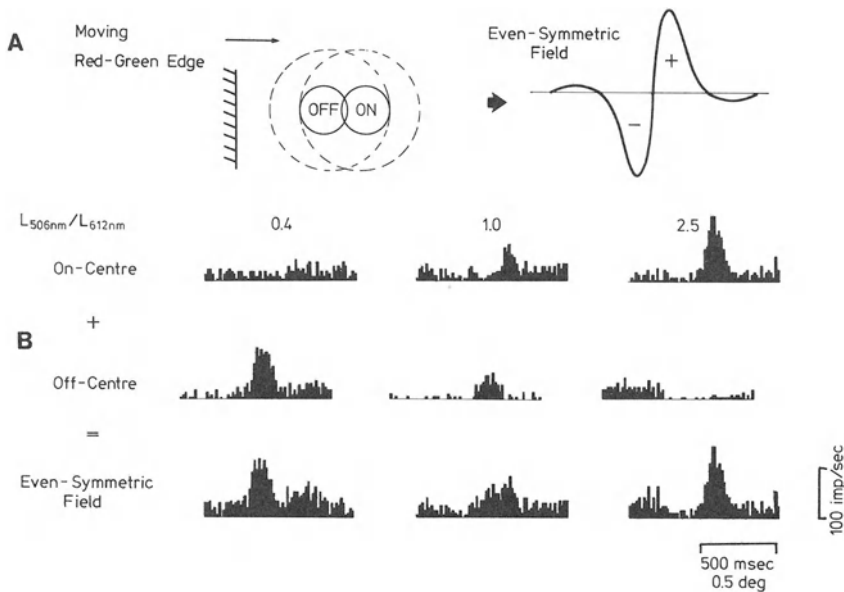 A
Moving
Red-Green Edge
OFF ON
Even-Symmetric
Field
+
−
L506nm/L612nm
0.4 1.0 2.5
On-Centre
+
B
Off-Centre
=
Even-Symmetric
Field
100 imp/sec
500 msec
0.5 deg